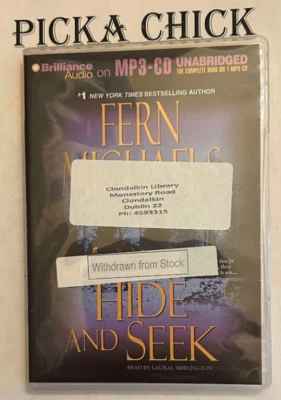 PICK A CHICK
Brilliance Audio on MP3-CD UNABRIDGED
THE COMPLETE BOOK ON 1 MP3-CD
#1 NEW YORK TIMES BESTSELLING AUTHOR
FERN
MICHAELS
Clondalkin Library
Monastery Road
Clondalkin
Dublin 22
Ph: 4593315
Withdrawn from Stock
HIDE
AND SEEK
READ BY LAURAL MERLINGTON